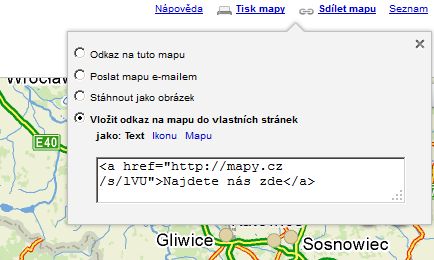 Nápověda Tisk mapy Sdílet mapu Seznam
Odkaz na tuto mapu
Poslat mapu e-mailem
Stáhnout jako obrázek
Vložit odkaz na mapu do vlastních stránek
jako: Text Ikonu Mapu
<a href="http://mapy.cz
/s/1VU">Najdete nás zde</a>
E40
Gliwice
Sosnowiec